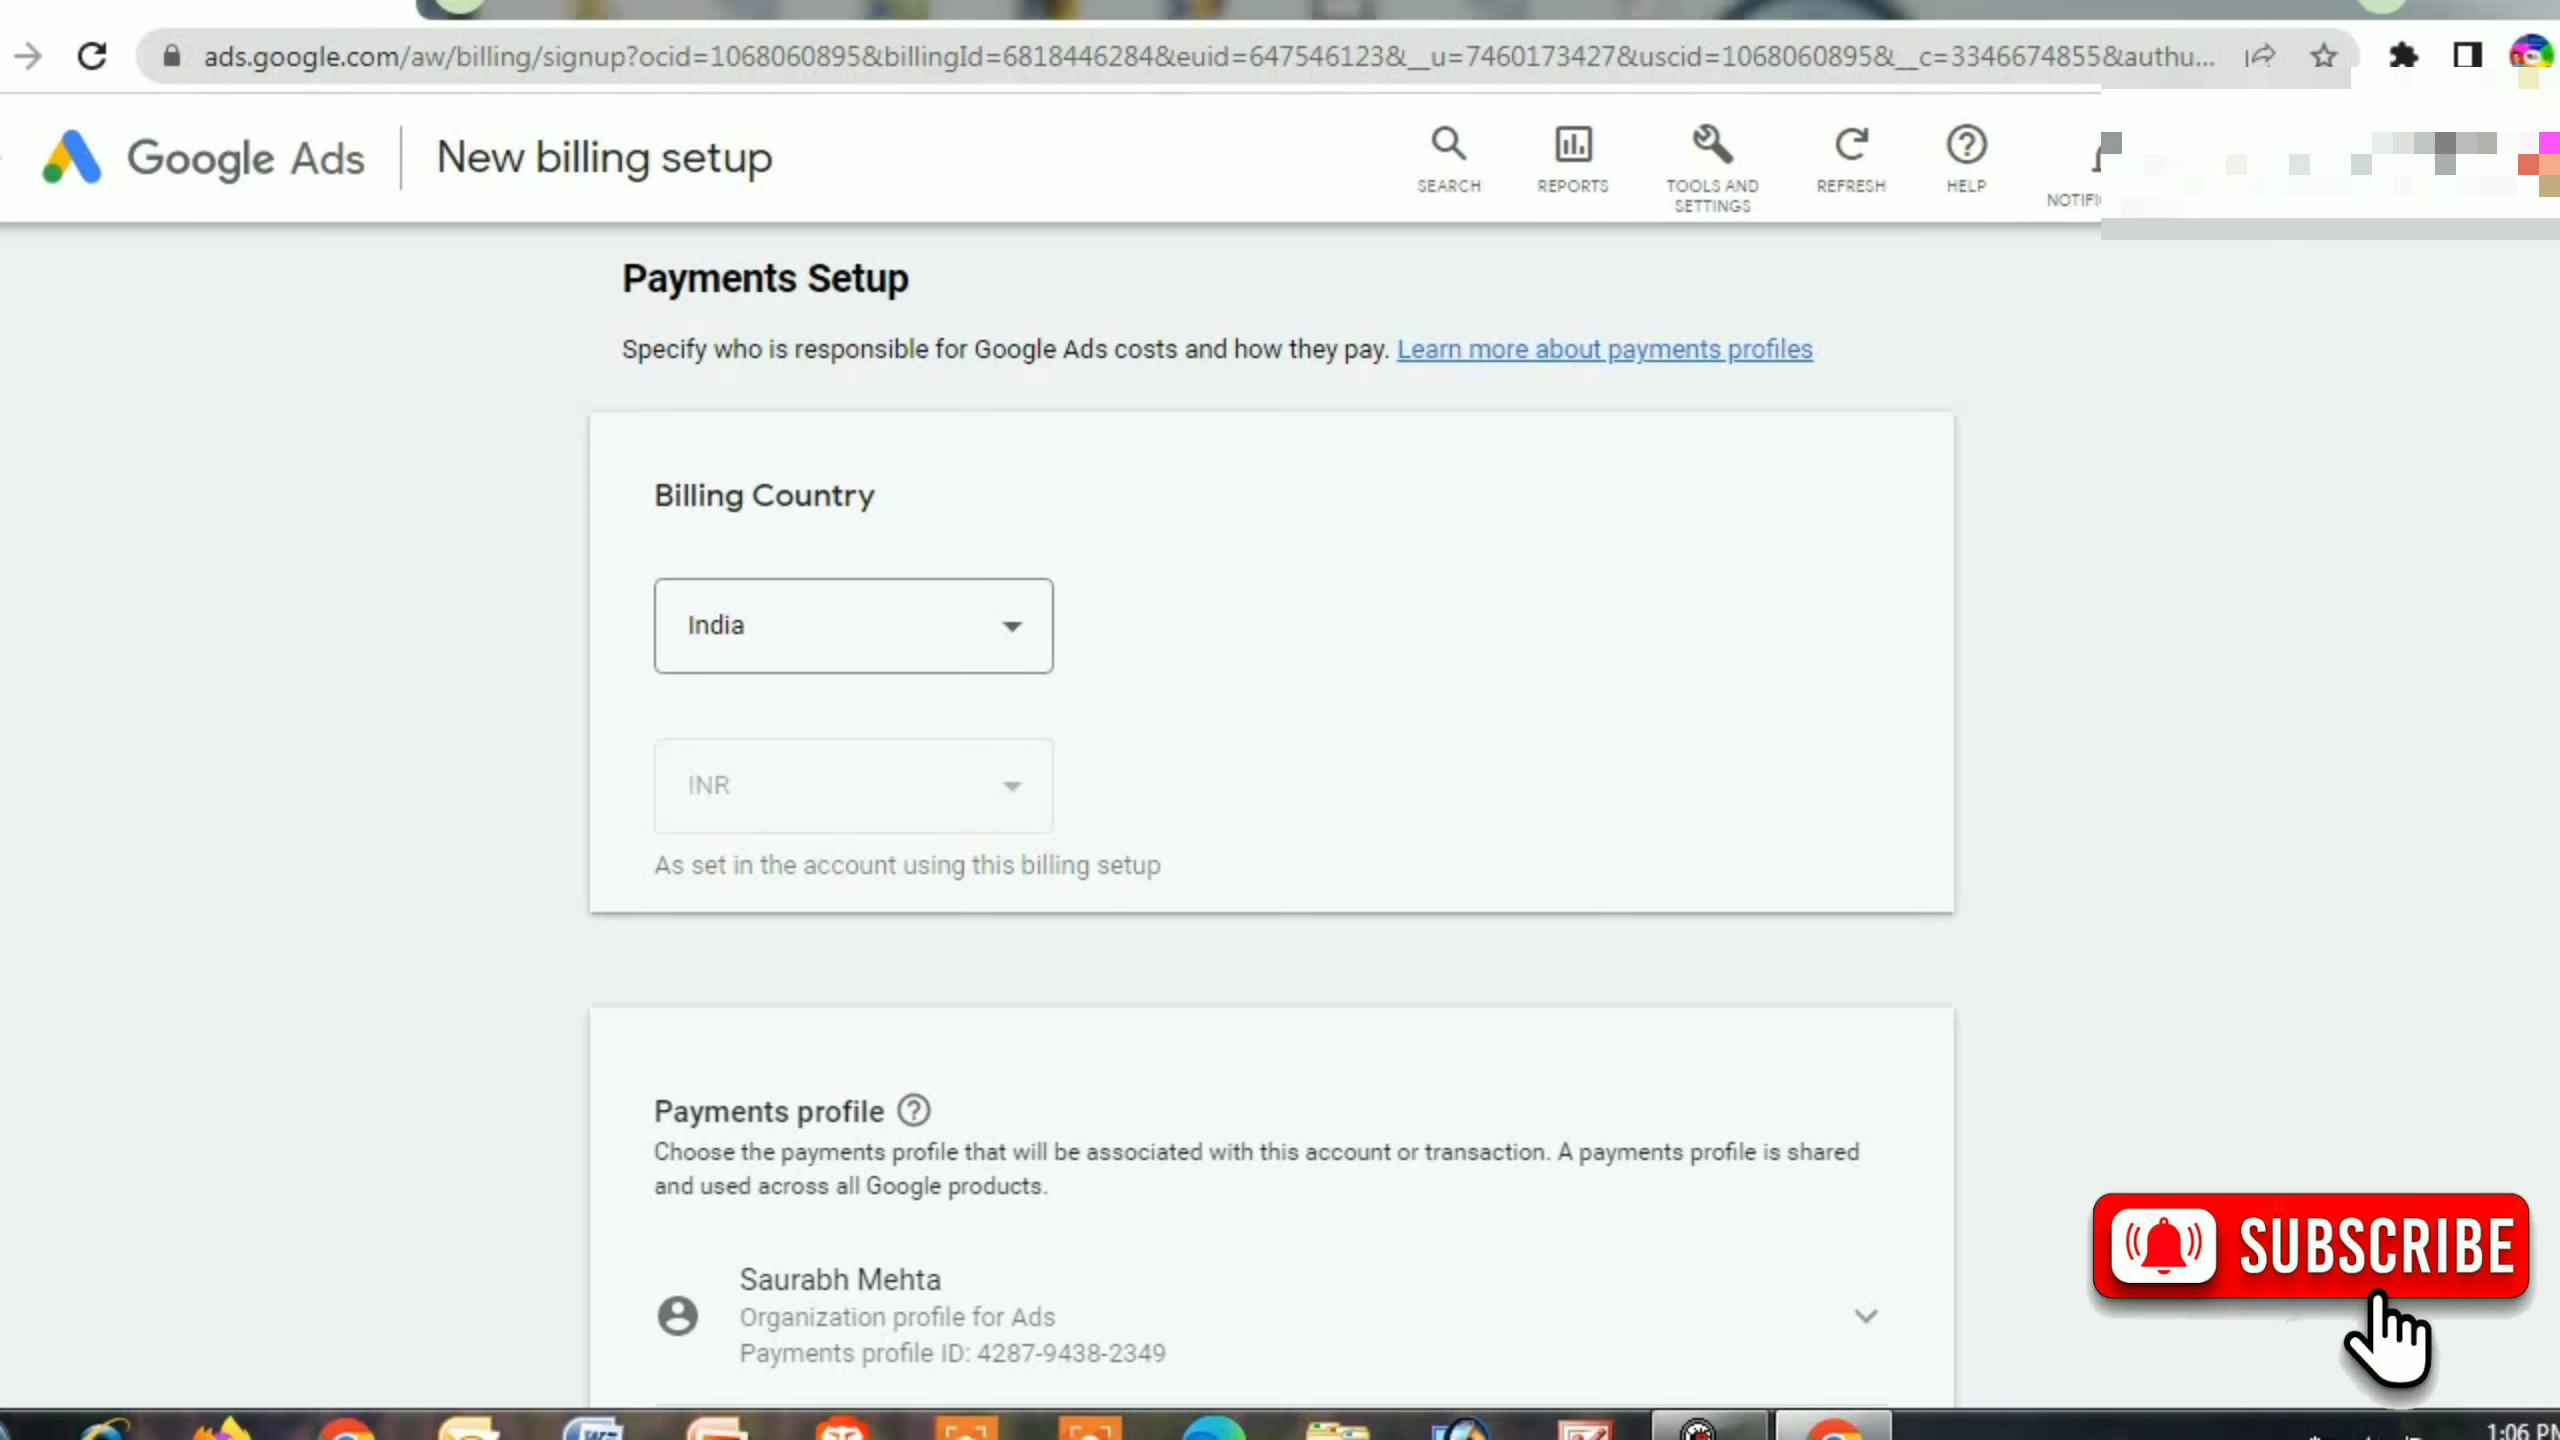 ads.google.com/aw/billing/signup?ocid=1068060895&billingId=6818446284&euid=647546123&__u=7460173427&uscid=1068060895&__c=3346674855&authu...
Google Ads
New billing setup
SEARCH
REPORTS
TOOLS AND
SETTINGS
REFRESH
HELP
NOTIFI
Payments Setup
Specify who is responsible for Google Ads costs and how they pay. Learn more about payments profiles
Billing Country
India
INR
As set in the account using this billing setup
Payments profile
Choose the payments profile that will be associated with this account or transaction. A payments profile is shared
and used across all Google products.
Saurabh Mehta
Organization profile for Ads
Payments profile ID: 4287-9438-2349
SUBSCRIBE
1:06 PM